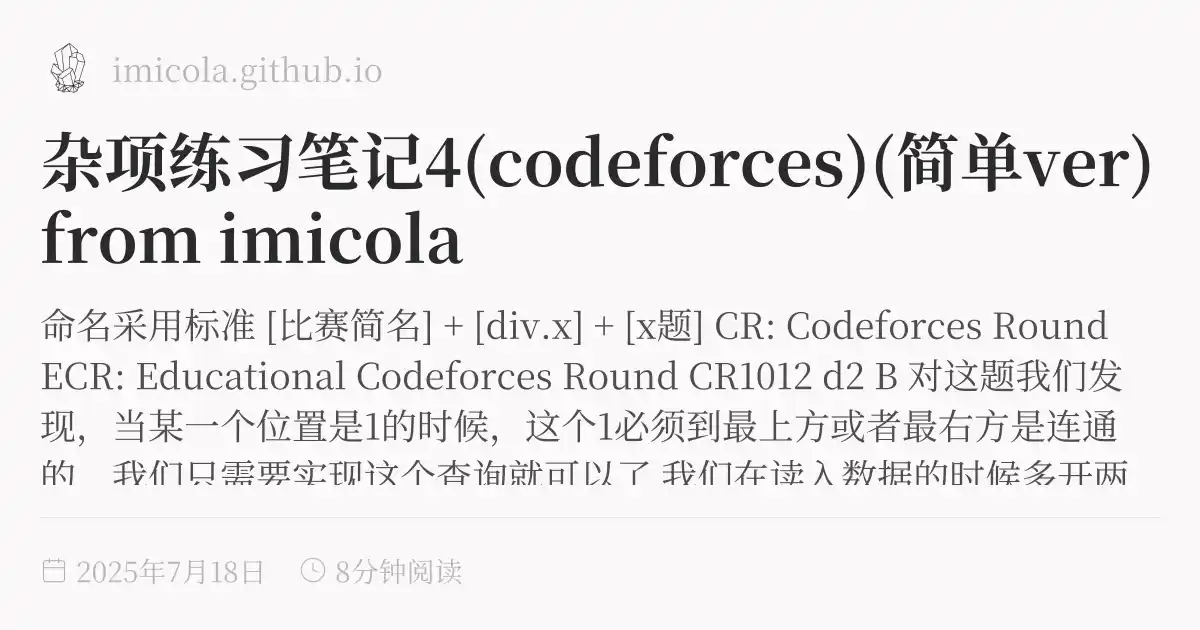 imicola.github.io
杂项练习笔记4(codeforces)(简单ver)
from imicola
命名采用标准 [比赛简名] + [div.x] + [x题] CR: Codeforces Round
ECR: Educational Codeforces Round CR1012 d2 B 对这题我们发
现，当某一个位置是1的时候，这个1必须到最上方或者最右方是连通
的，我们只需要实现这个查询就可以了 我们在读入数据的时候多开两
2025年7月18日
8分钟阅读